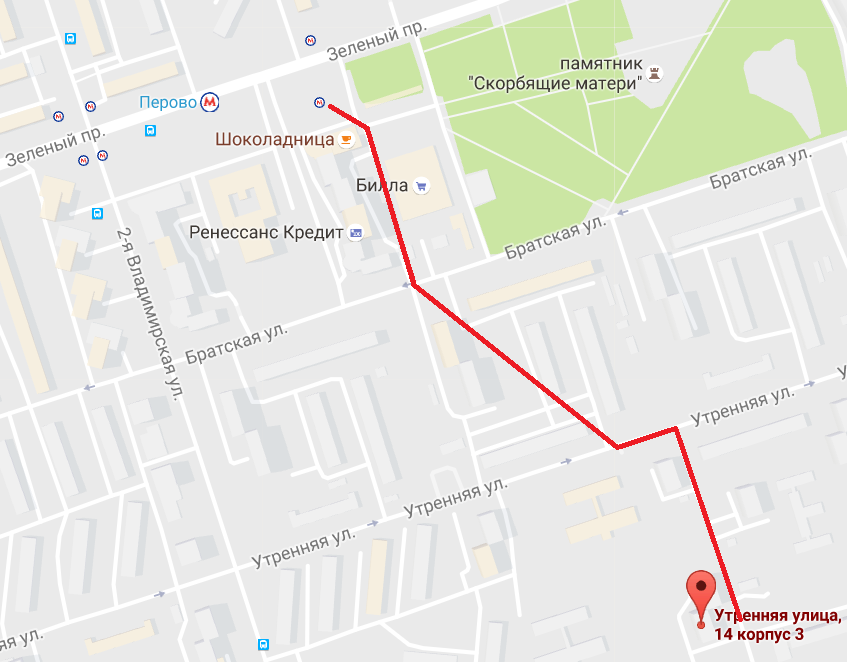 Зеленый пр.
памятник
"Скорбящие матери"
Перово
М
Зеленый пр.
Шоколадница
Билла
Братская ул.
Ренессанс Кредит
Братская ул.
2-я Владимирская ул.
Братская ул.
Утренняя ул.
Утренняя ул.
Утренняя ул.
Утренняя улица,
14 корпус 3